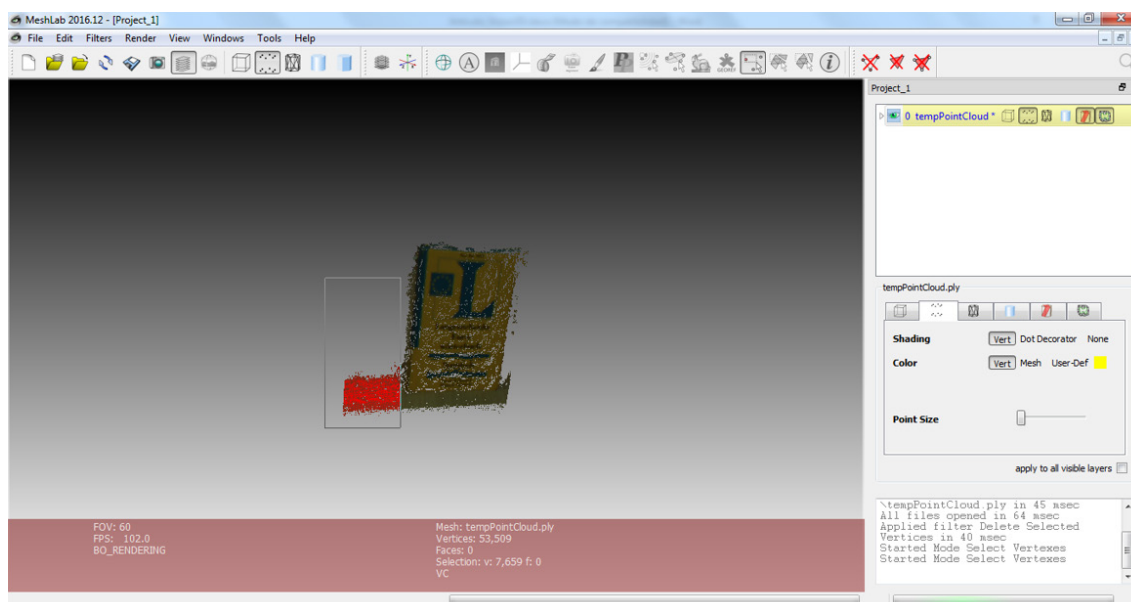 MeshLab 2016.12 - [Project_1]
File Edit Filters Render View Windows Tools Help
Project_1
0 tempPointCloud *
tempPointCloud.ply
Shading Vert Dot Decorator None
Color Vert Mesh User-Def
Point Size
apply to all visible layers
\tempPointCloud.ply in 45 msec
All files opened in 64 msec
Applied filter Delete Selected
Vertices in 40 msec
Started Mode Select Vertexes
Started Mode Select Vertexes
FOV: 60
FPS: 102.0
BO_RENDERING
Mesh: tempPointCloud.ply
Vertices: 53,509
Faces: 0
Selection: v: 7,659 f: 0
VC
L